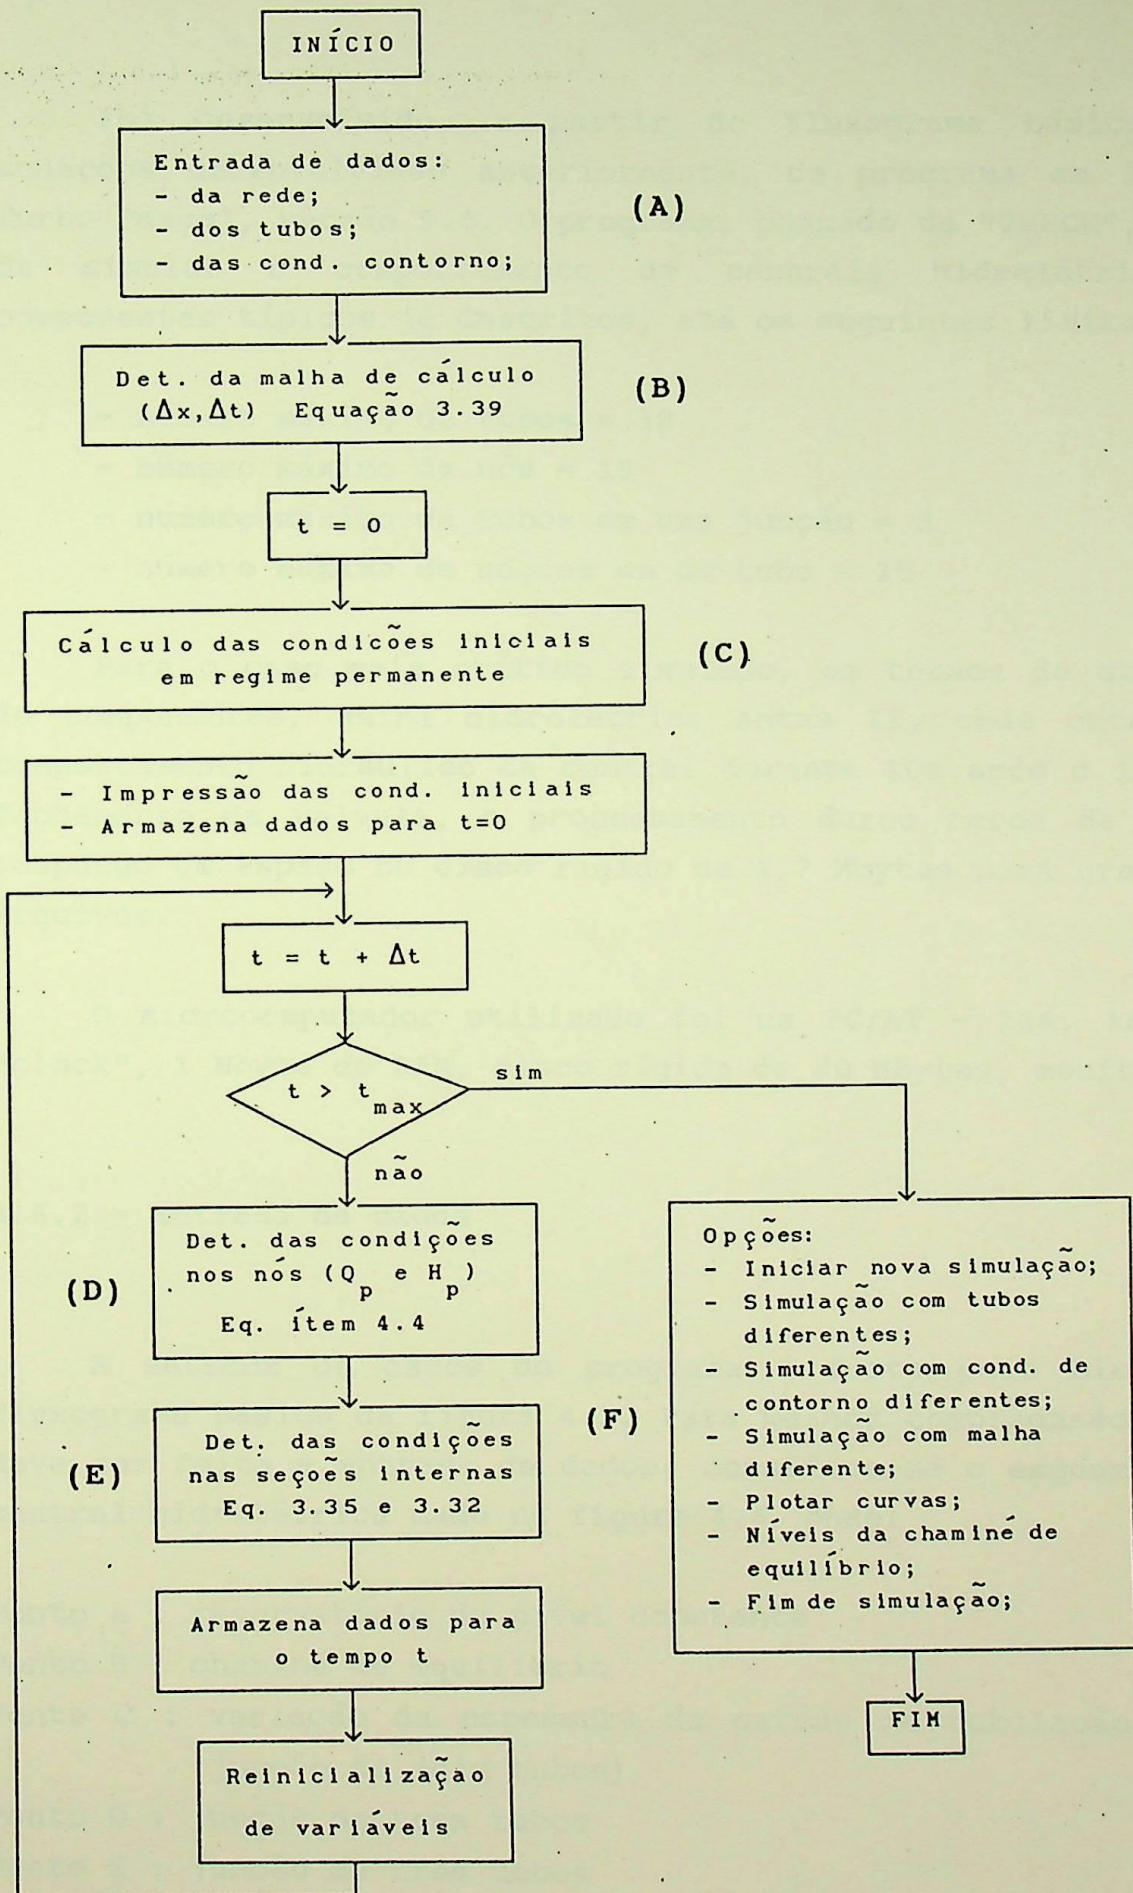 INÍCIO
Entrada de dados:
- da rede;
- dos tubos;
- das cond. contorno;
(A)
Det. da malha de cálculo
(Δx,Δt) Equação 3.39
(B)
t = 0
Cálculo das condicões iniciais
em regime permanente
(C)
- Impressão das cond. iniciais
- Armazena dados para t=0
t = t + Δt
t > t max
sim
não
Det. das condições
nos nós (Q p e H p)
Eq. ítem 4.4
(D)
Det. das condições
nas seções internas
Eq. 3.35 e 3.32
(E)
Armazena dados para
o tempo t
Reinicialização
de variáveis
Opções:
- Iniciar nova simulação;
- Simulação com tubos
diferentes;
- Simulação com cond. de
contorno diferentes;
- Simulação com malha
diferente;
- Plotar curvas;
- Níveis da chaminé de
equilíbrio;
- Fim de simulação;
(F)
FIM